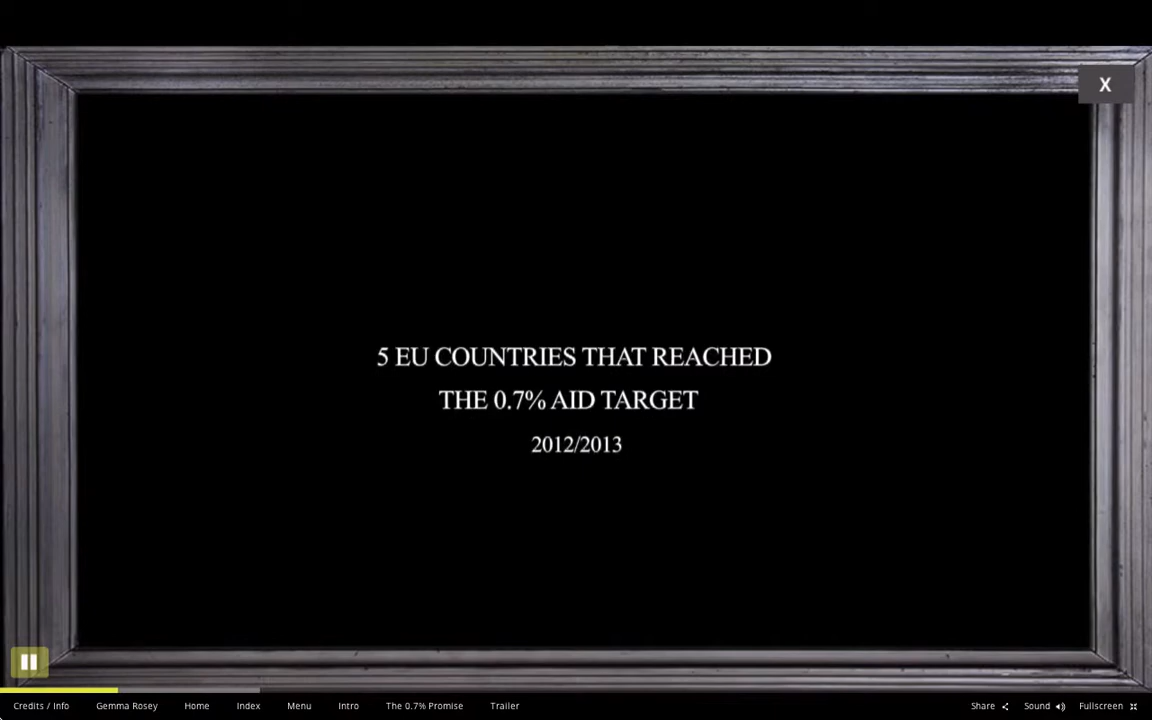 X
5 EU COUNTRIES THAT REACHED
THE 0.7% AID TARGET
2012/2013
Credits / Info Gemma Rosey Home Index Menu Intro The 0.7% Promise Trailer Share Sound Fullscreen